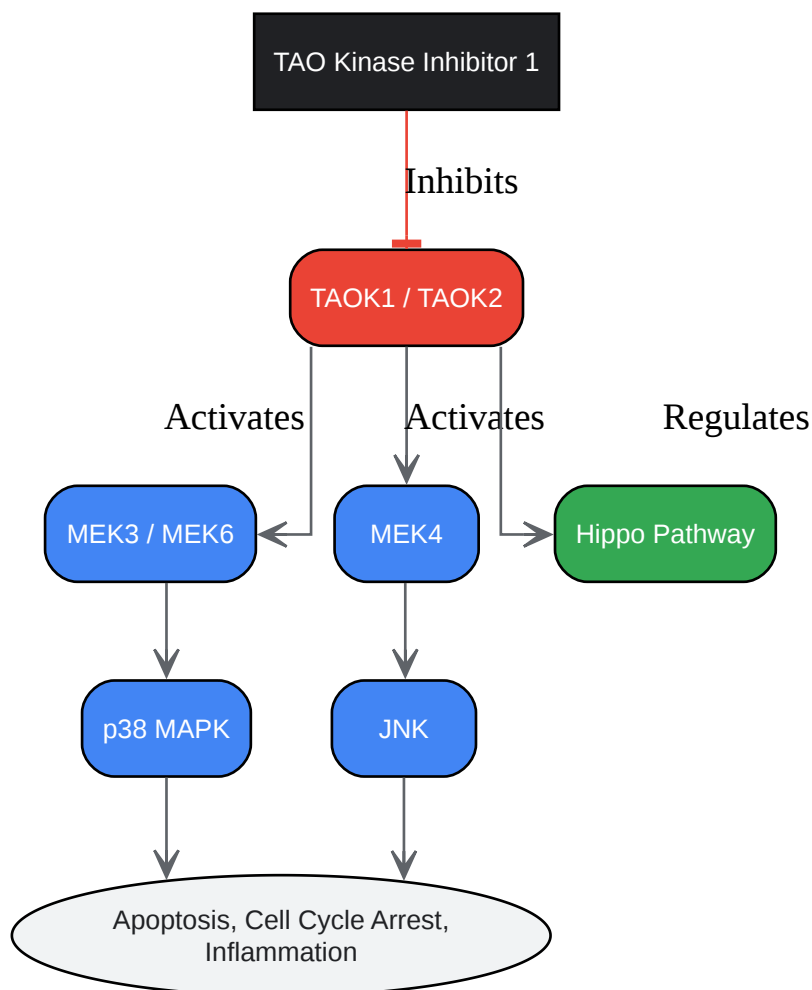 TAO Kinase Inhibitor 1
Inhibits
TAOK1 / TAOK2
Activates
Activates
Regulates
MEK3 / MEK6
MEK4
Hippo Pathway
p38 MAPK
JNK
Apoptosis, Cell Cycle Arrest,
Inflammation